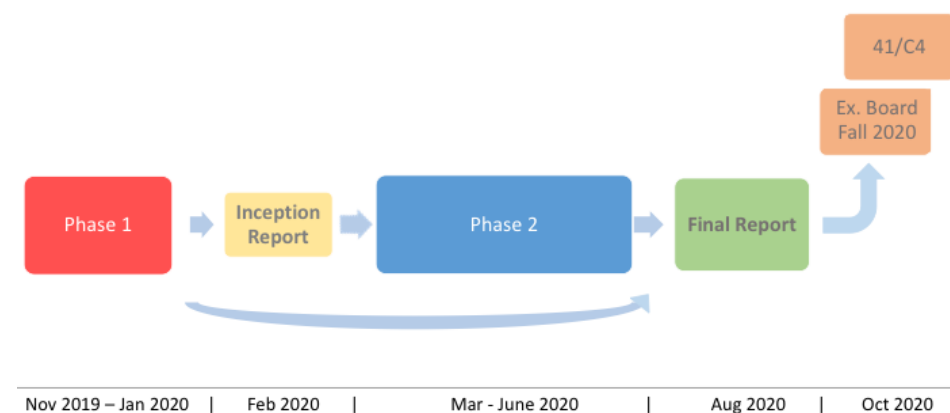 41/C4
Ex. Board
Fall 2020
Phase 1
Inception
Report
Phase 2
Final Report
Nov 2019 – Jan 2020 | Feb 2020 | Mar - June 2020 | Aug 2020 | Oct 2020